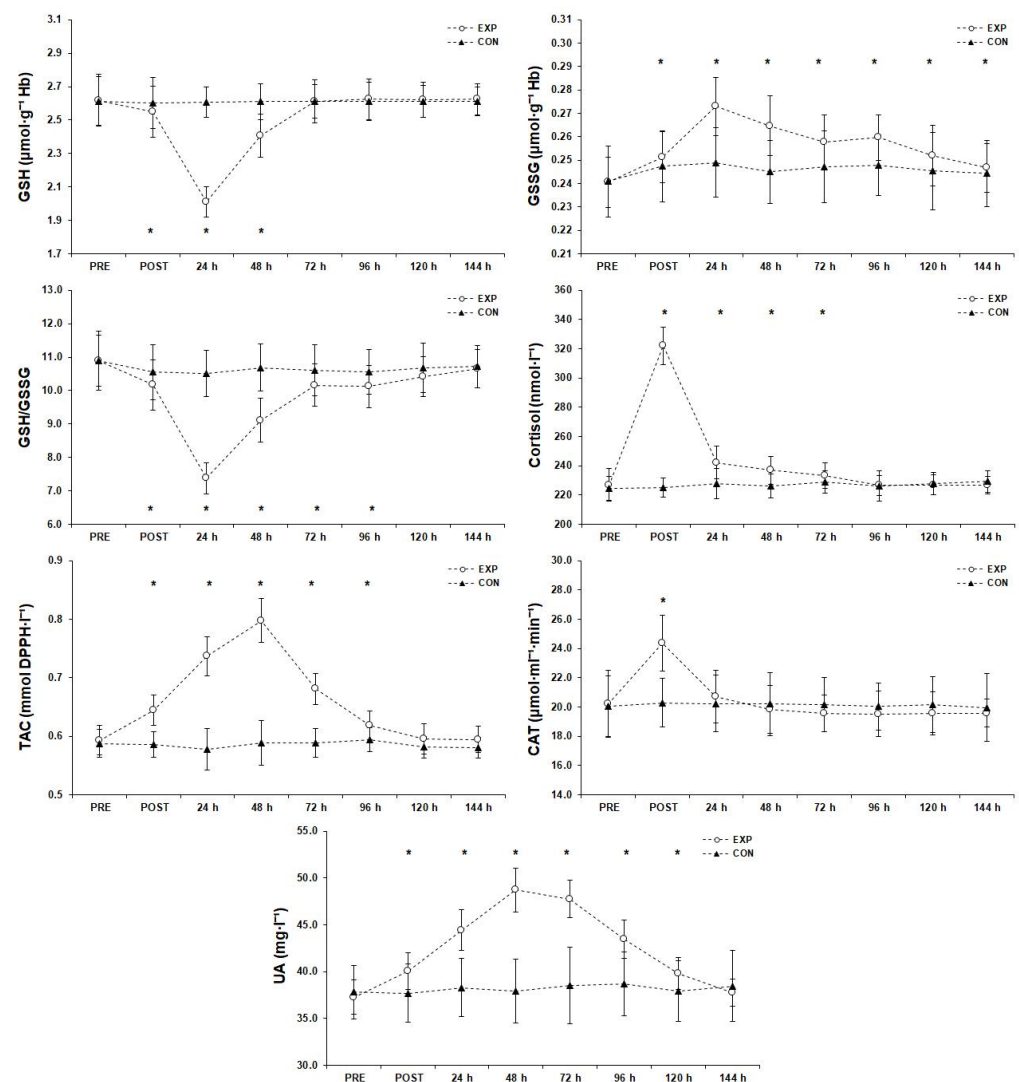 GSH (μmol·g⁻¹ Hb)
3.1
2.9
2.7
2.5
2.3
2.1
1.9
1.7
EXP
CON
* * *
PRE POST 24 h 48 h 72 h 96 h 120 h 144 h
GSSG (μmol·g⁻¹ Hb)
0.31
0.30
0.29
0.28
0.27
0.26
0.25
0.24
0.23
0.22
0.21
EXP
CON
* * * * * * *
PRE POST 24 h 48 h 72 h 96 h 120 h 144 h
GSH/GSSG
13.0
12.0
11.0
10.0
9.0
8.0
7.0
6.0
EXP
CON
* * * * *
PRE POST 24 h 48 h 72 h 96 h 120 h 144 h
Cortisol (nmol·l⁻¹)
360
340
320
300
280
260
240
220
200
EXP
CON
* * * *
PRE POST 24 h 48 h 72 h 96 h 120 h 144 h
TAC (mmol DPPH·l⁻¹)
0.9
0.8
0.7
0.6
0.5
EXP
CON
* * * * *
PRE POST 24 h 48 h 72 h 96 h 120 h 144 h
CAT (μmol·ml⁻¹·min⁻¹)
30.0
28.0
26.0
24.0
22.0
20.0
18.0
16.0
14.0
EXP
CON
*
PRE POST 24 h 48 h 72 h 96 h 120 h 144 h
UA (mg·l⁻¹)
55.0
50.0
45.0
40.0
35.0
30.0
EXP
CON
* * * * * *
PRE POST 24 h 48 h 72 h 96 h 120 h 144 h